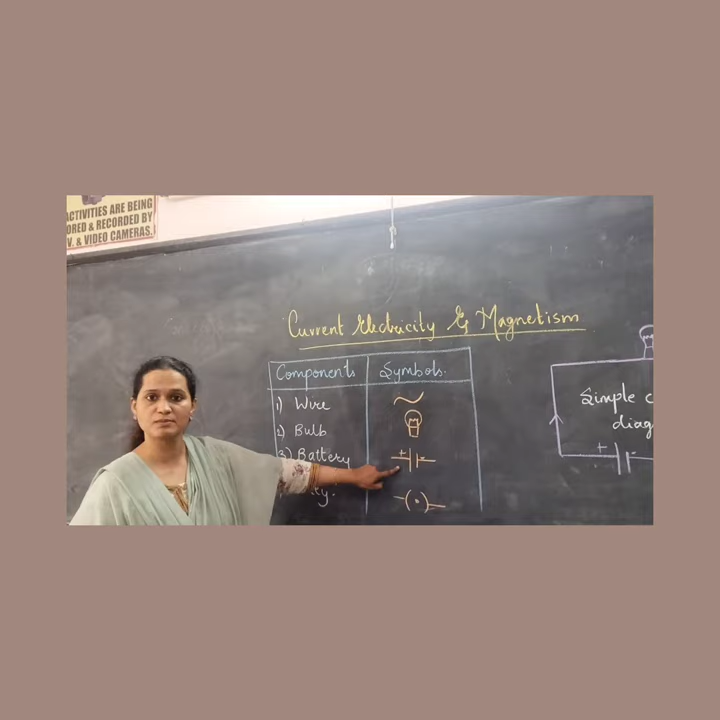 ACTIVITIES ARE BEING
ORED & RECORDED BY
V. & VIDEO CAMERAS.
Current Electricity & Magnetism
Components Symbols.
1) Wire
2) Bulb
3) Battery
+ -
Simple c
diag
+ -